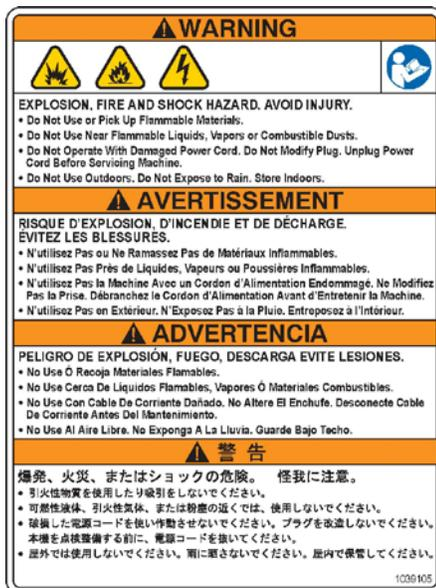 WARNING
EXPLOSION, FIRE AND SHOCK HAZARD. AVOID INJURY.
• Do Not Use or Pick Up Flammable Materials.
• Do Not Use Near Flammable Liquids, Vapors or Combustible Dusts.
• Do Not Operate With Damaged Power Cord. Do Not Modify Plug. Unplug Power
Cord Before Servicing Machine.
• Do Not Use Outdoors. Do Not Expose to Rain. Store Indoors.
AVERTISSEMENT
RISQUE D'EXPLOSION, D'INCENDIE ET DE DÉCHARGE.
ÉVITEZ LES BLESSURES.
• N'utilisez Pas ou Ne Ramassez Pas de Matériaux Inflammables.
• N'utilisez Pas Près de Liquides, Vapeurs ou Poussières Inflammables.
• N'utilisez Pas la Machine Avec un Cordon d'Alimentation Endommagé. Ne Modifiez
Pas la Prise. Débranchez le Cordon d'Alimentation Avant d'Entretenir la Machine.
• N'utilisez Pas en Extérieur. N'Exposez Pas à la Pluie. Entreposez à l'Intérieur.
ADVERTENCIA
PELIGRO DE EXPLOSIÓN, FUEGO, DESCARGA EVITE LESIONES.
• No Use Ó Recoja Materiales Flamables.
• No Use Cerca De Líquidos Flamables, Vapores Ó Materiales Combustibles.
• No Use Con Cable De Corriente Dañado. No Altere El Enchufe. Desconecte Cable
De Corriente Antes Del Mantenimiento.
• No Use Al Aire Libre. No Exponga A La Lluvia. Guarde Bajo Techo.
警告
爆発、火災、またはショックの危険。 怪我に注意。
• 引火性物質を使用したり吸引をしないでください。
• 可燃性液体、引火性気体、または粉塵の近くでは、使用しないでください。
• 破損した電源コードを使い作動させないでください。プラグを改造しないでください。
本機を点検整備する前に、電源コードを抜いてください。
• 屋外では使用しないでください。雨に晒さないでください。屋内で保管してください。
1039105